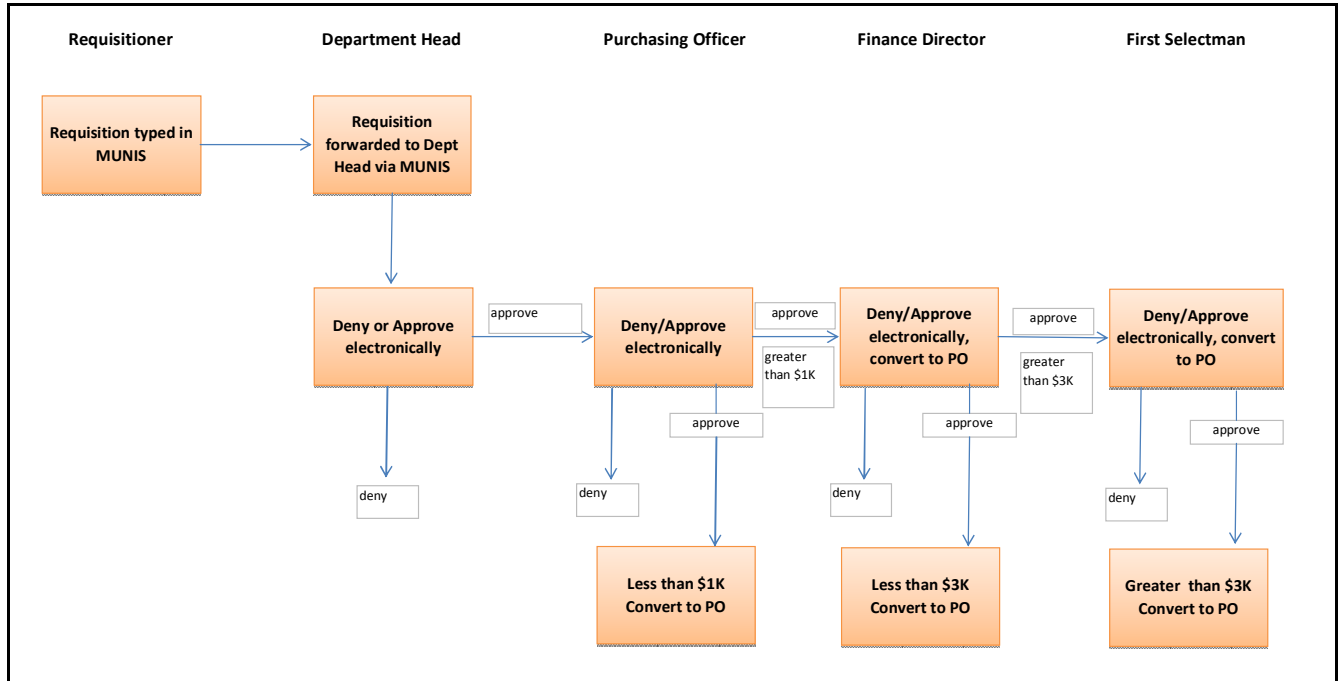 Requisitioner
Department Head
Purchasing Officer
Finance Director
First Selectman
Requisition typed in
MUNIS
Requisition
forwarded to Dept
Head via MUNIS
Deny or Approve
electronically
approve
Deny/Approve
electronically
approve
greater
than $1K
Deny/Approve
electronically,
convert to PO
approve
greater
than $3K
Deny/Approve
electronically, convert
to PO
deny
deny
approve
deny
approve
deny
approve
Less than $1K
Convert to PO
Less than $3K
Convert to PO
Greater than $3K
Convert to PO